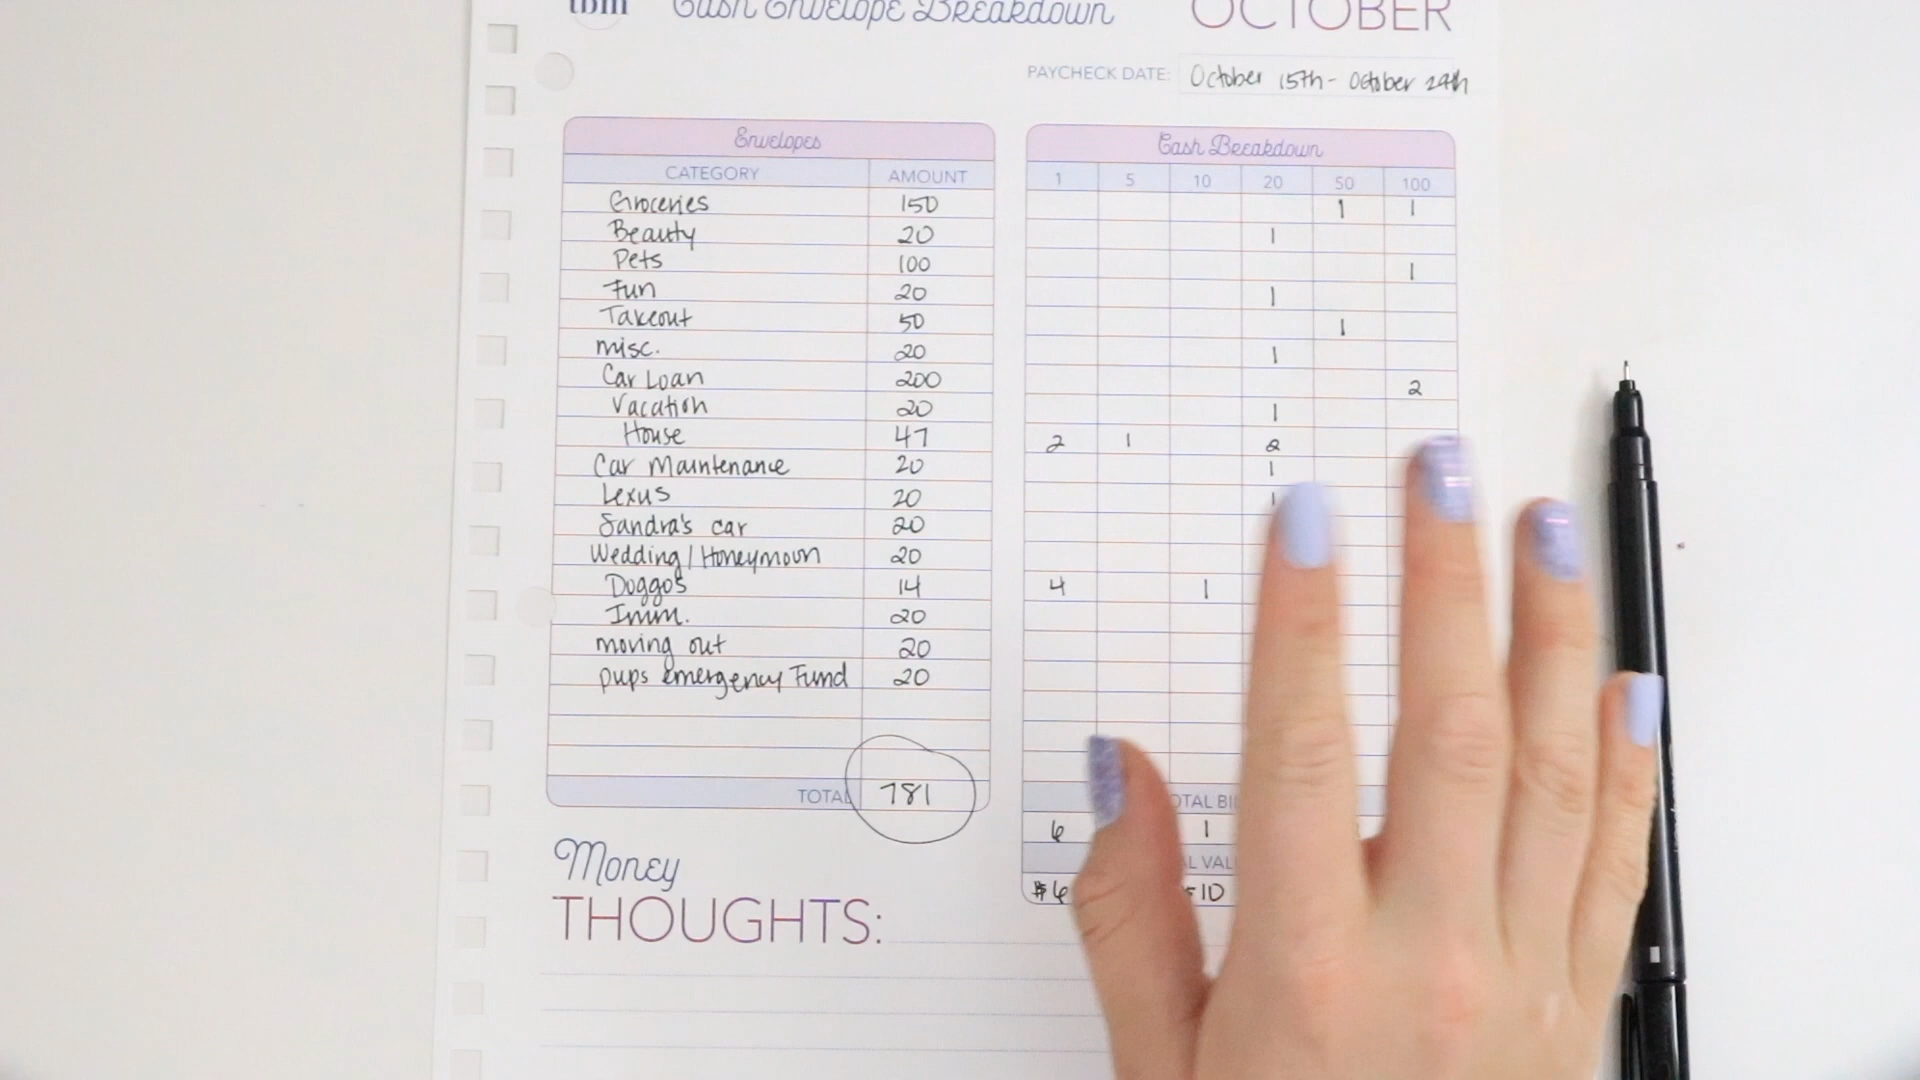 tbm Cash Envelope Breakdown OCTOBER
PAYCHECK DATE: October 15th - October 29th
Envelopes
CATEGORY AMOUNT
Groceries 150
Beauty 20
Pets 100
Fun 20
Takeout 50
misc. 20
Car Loan 200
Vacation 20
House 47
Car Maintenance 20
Lexus 20
Sandra's car 20
Wedding/Honeymoon 20
Doggos 14
Imm. 20
moving out 20
pups emergency Fund 20
TOTAL 781
Cash Breakdown
1 5 10 20 50 100
1 1
1
1
1
1
1
2
1
2 1 2
1
1
4 1
6 1
$6 $10
Money
THOUGHTS: